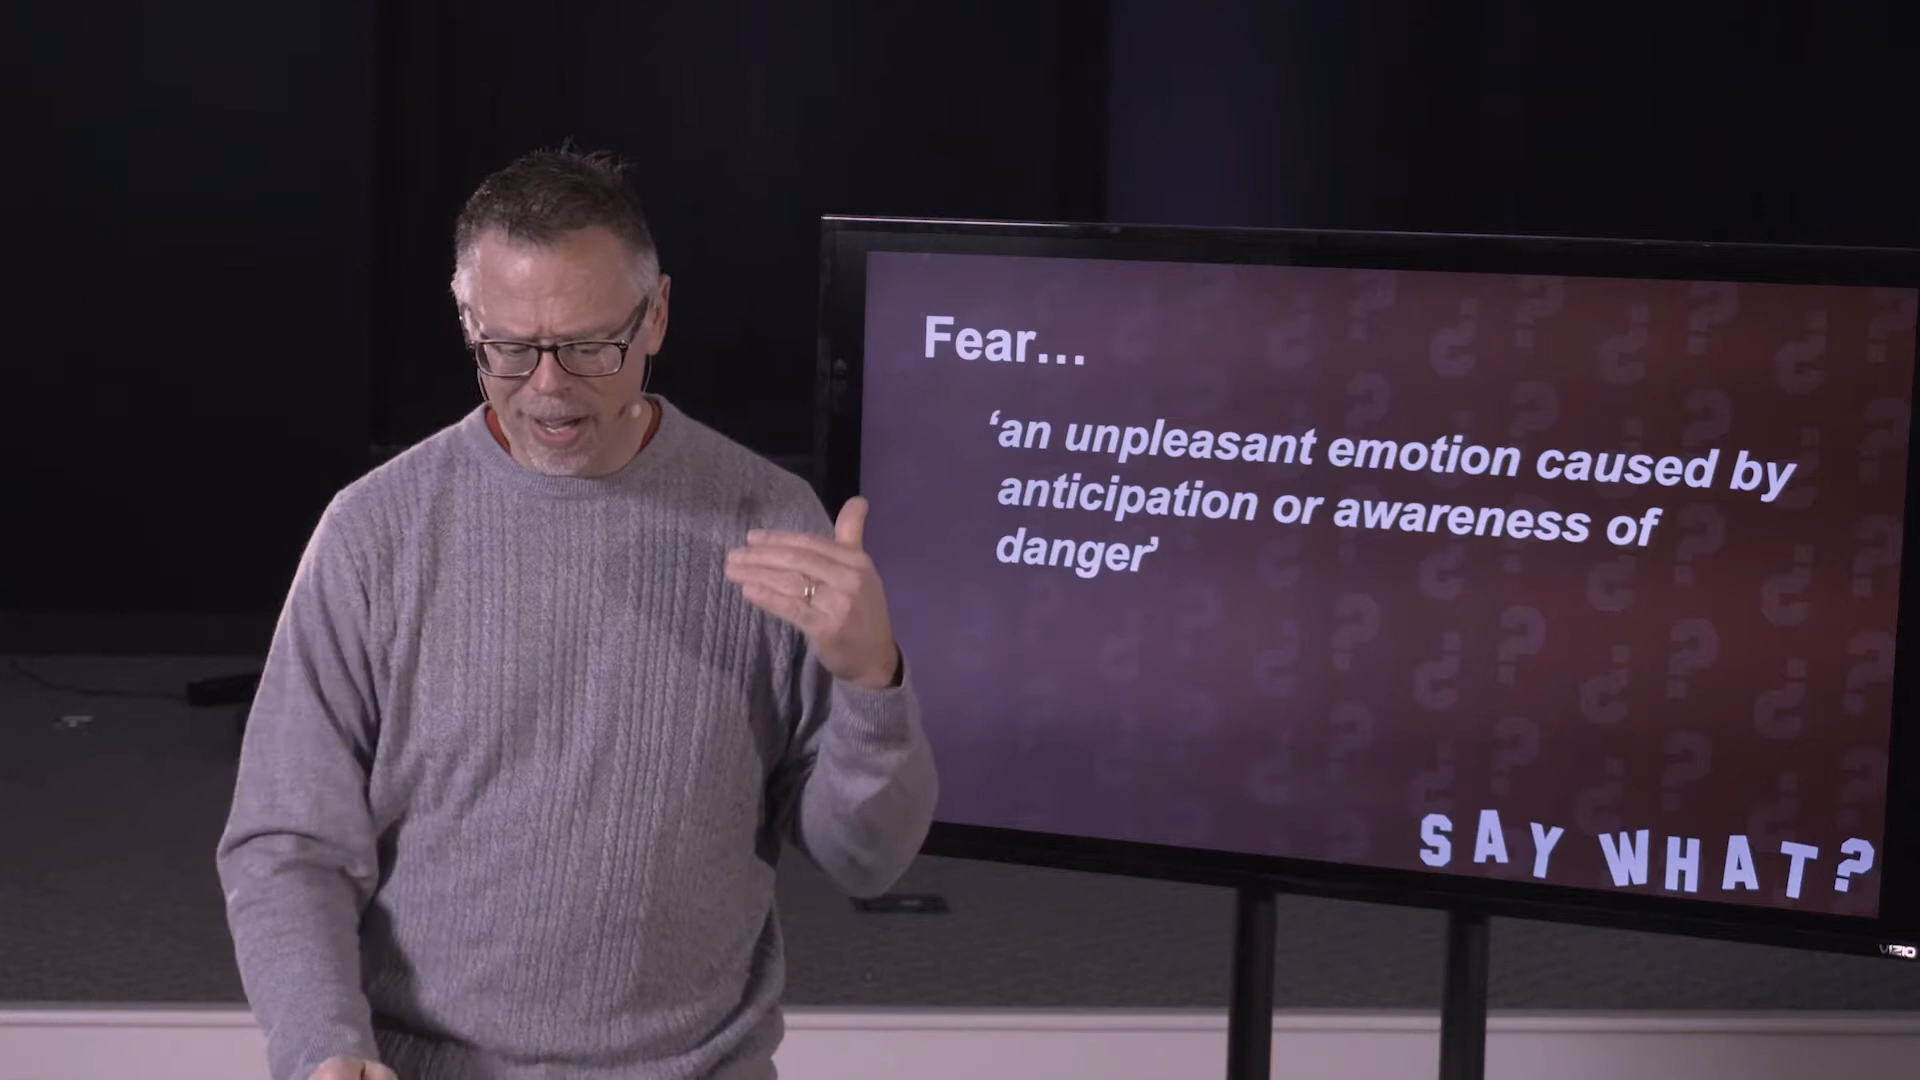 Fear…
‘an unpleasant emotion caused by
anticipation or awareness of
danger’
SAY WHAT?
VIZIO